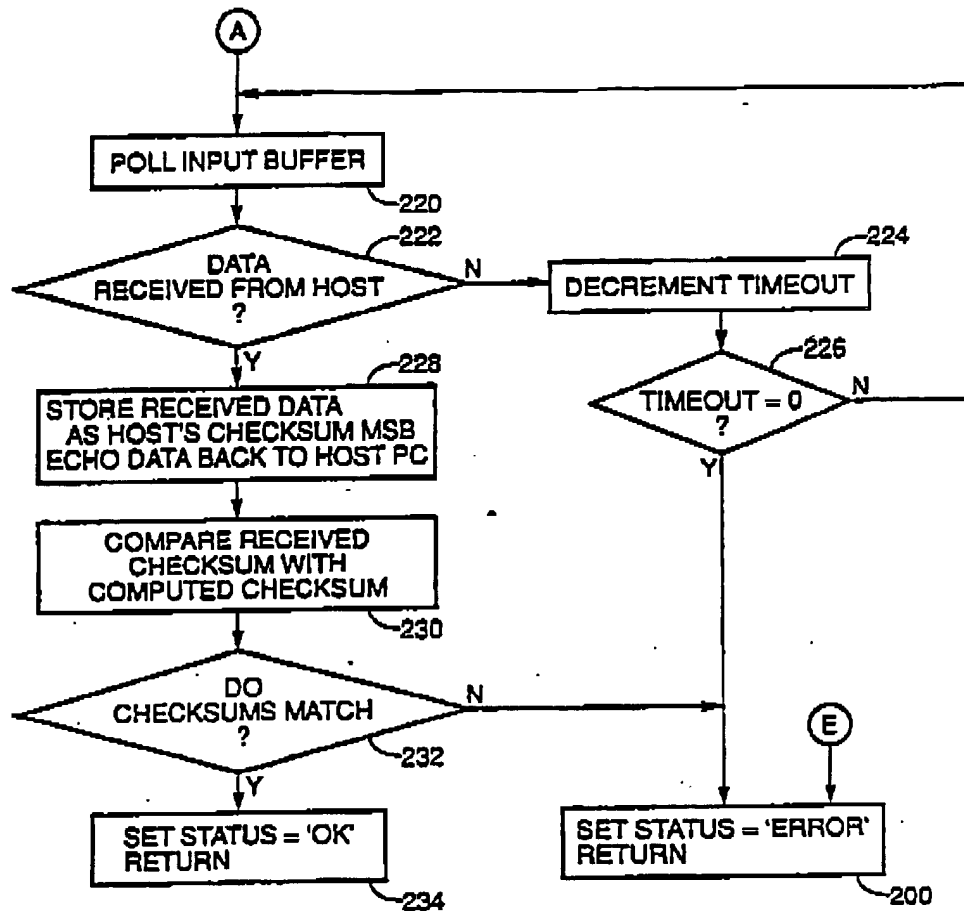 A
POLL INPUT BUFFER
220
222
DATA
RECEIVED FROM HOST
?
N
Y
224
DECREMENT TIMEOUT
226
TIMEOUT = 0
?
N
Y
228
STORE RECEIVED DATA
AS HOST'S CHECKSUM MSB
ECHO DATA BACK TO HOST PC
COMPARE RECEIVED
CHECKSUM WITH
COMPUTED CHECKSUM
230
DO
CHECKSUMS MATCH
?
N
232
Y
E
SET STATUS = 'OK'
RETURN
234
SET STATUS = 'ERROR'
RETURN
200